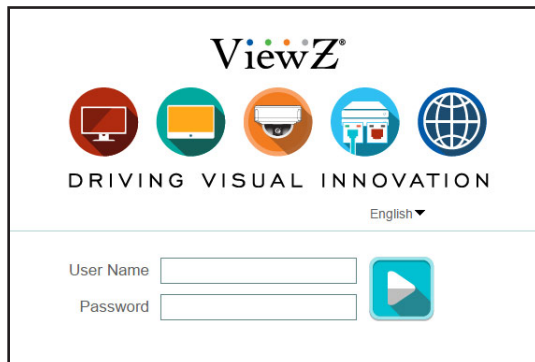 ViewZ®
DRIVING VISUAL INNOVATION
English
User Name
Password